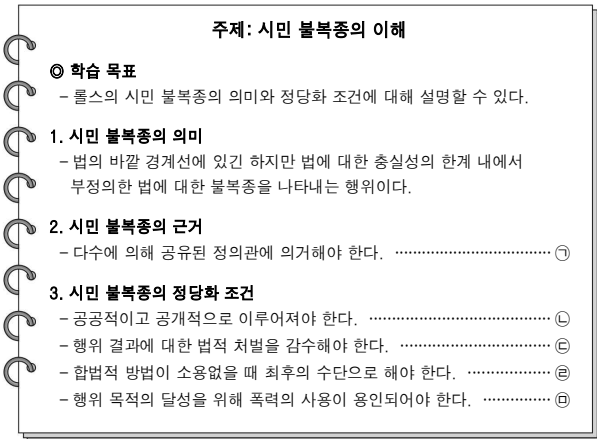 주제: 시민 불복종의 이해
◎ 학습 목표
– 롤스의 시민 불복종의 의미와 정당화 조건에 대해 설명할 수 있다.
1. 시민 불복종의 의미
– 법의 바깥 경계선에 있긴 하지만 법에 대한 충실성의 한계 내에서
부정의한 법에 대한 불복종을 나타내는 행위이다.
2. 시민 불복종의 근거
– 다수에 의해 공유된 정의관에 의거해야 한다. ………………………… ㉠
3. 시민 불복종의 정당화 조건
– 공공적이고 공개적으로 이루어져야 한다. …………………………… ㉡
– 행위 결과에 대한 법적 처벌을 감수해야 한다. ……………………… ㉢
– 합법적 방법이 소용없을 때 최후의 수단으로 해야 한다. …………… ㉣
– 행위 목적의 달성을 위해 폭력의 사용이 용인되어야 한다. ………… ㉤